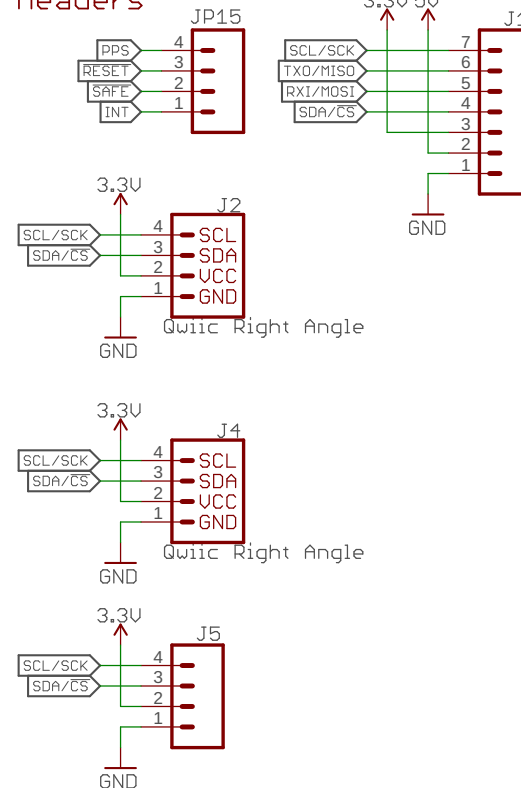 Headers
JP15
PPS 4
RESET 3
SAFE 2
INT 1
3.3V 5V
J1
SCL/SCK 7
TXO/MISO 6
RXI/MOSI 5
SDA/CS 4
3
2
1
GND
3.3V
J2
SCL/SCK 4 SCL
SDA/CS 3 SDA
2 VCC
1 GND
Qwiic Right Angle
GND
3.3V
J4
SCL/SCK 4 SCL
SDA/CS 3 SDA
2 VCC
1 GND
Qwiic Right Angle
GND
3.3V
J5
SCL/SCK 4
SDA/CS 3
2
1
GND